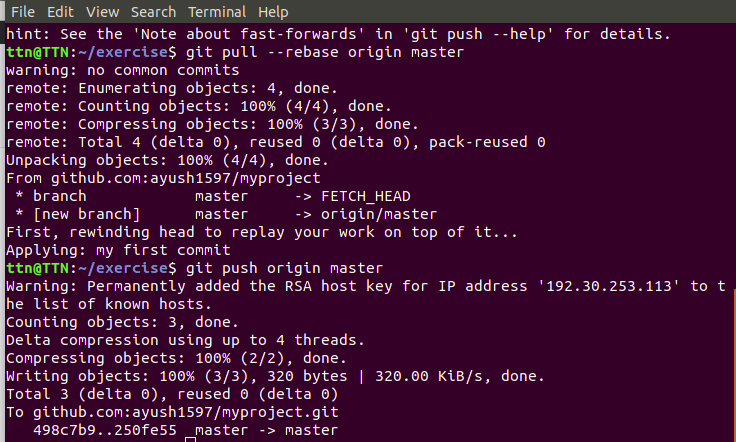 File Edit View Search Terminal Help
hint: See the 'Note about fast-forwards' in 'git push --help' for details.
ttn@TTN:~/exercise$ git pull --rebase origin master
warning: no common commits
remote: Enumerating objects: 4, done.
remote: Counting objects: 100% (4/4), done.
remote: Compressing objects: 100% (3/3), done.
remote: Total 4 (delta 0), reused 0 (delta 0), pack-reused 0
Unpacking objects: 100% (4/4), done.
From github.com:ayush1597/myproject
 * branch            master     -> FETCH_HEAD
 * [new branch]      master     -> origin/master
First, rewinding head to replay your work on top of it...
Applying: my first commit
ttn@TTN:~/exercise$ git push origin master
Warning: Permanently added the RSA host key for IP address '192.30.253.113' to t
he list of known hosts.
Counting objects: 3, done.
Delta compression using up to 4 threads.
Compressing objects: 100% (2/2), done.
Writing objects: 100% (3/3), 320 bytes | 320.00 KiB/s, done.
Total 3 (delta 0), reused 0 (delta 0)
To github.com:ayush1597/myproject.git
   498c7b9..250fe55  master -> master